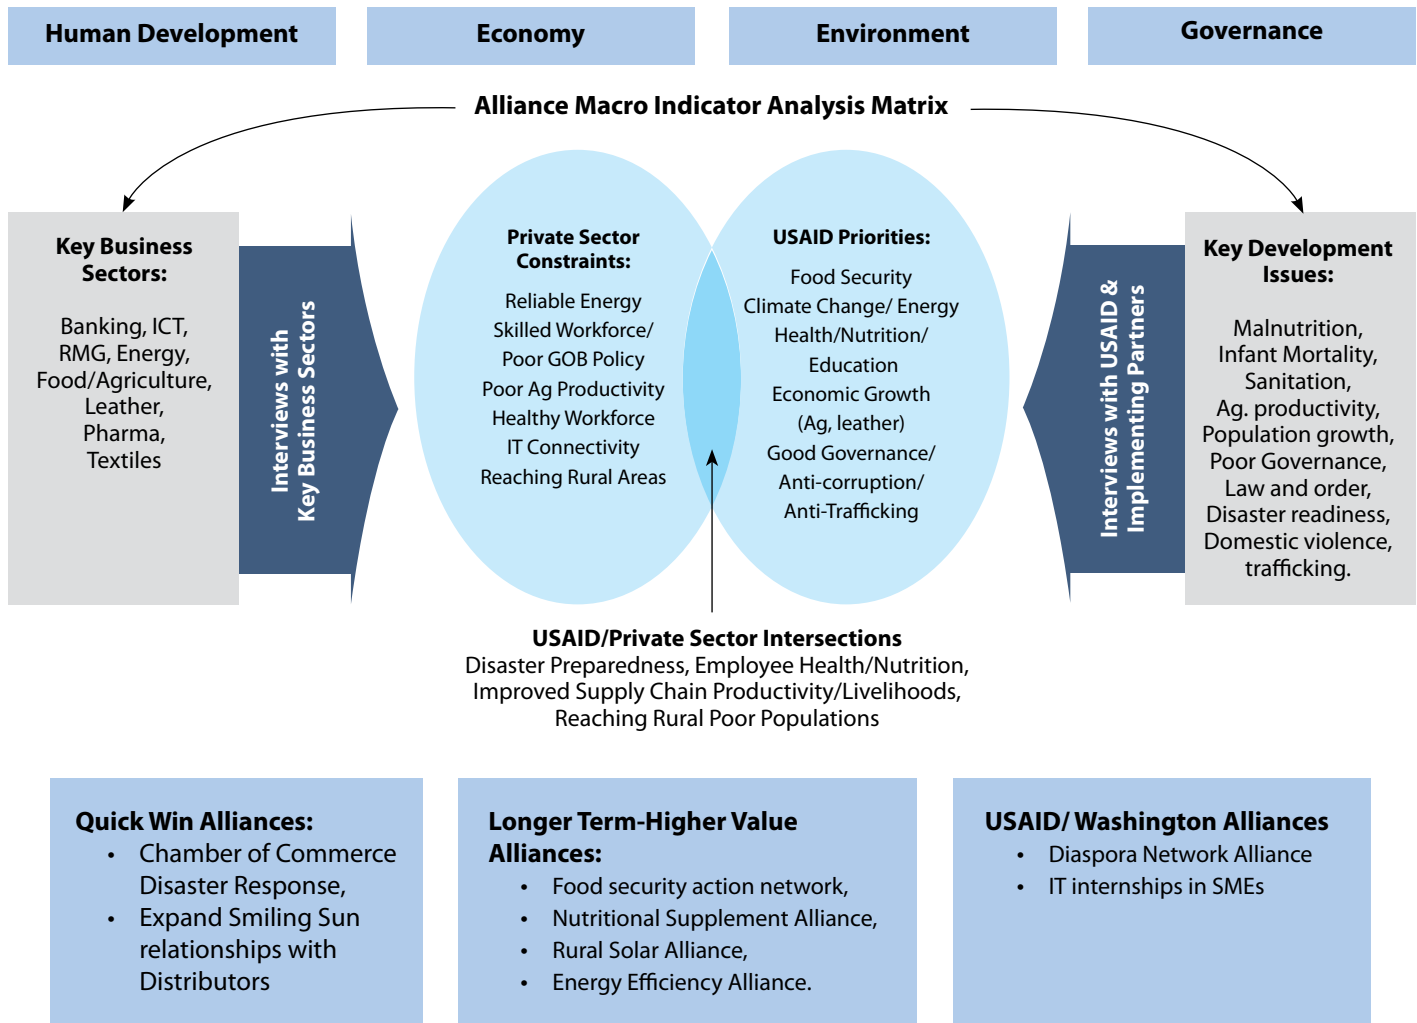 Human Development
Economy
Environment
Governance
Alliance Macro Indicator Analysis Matrix
Key Business
Sectors:
Banking, ICT,
RMG, Energy,
Food/Agriculture,
Leather,
Pharma,
Textiles
Interviews with
Key Business Sectors
Private Sector
Constraints:
Reliable Energy
Skilled Workforce/
Poor GOB Policy
Poor Ag Productivity
Healthy Workforce
IT Connectivity
Reaching Rural Areas
USAID Priorities:
Food Security
Climate Change/ Energy
Health/Nutrition/
Education
Economic Growth
(Ag, leather)
Good Governance/
Anti-corruption/
Anti-Trafficking
Interviews with USAID &
Implementing Partners
Key Development
Issues:
Malnutrition,
Infant Mortality,
Sanitation,
Ag. productivity,
Population growth,
Poor Governance,
Law and order,
Disaster readiness,
Domestic violence,
trafficking.
USAID/Private Sector Intersections
Disaster Preparedness, Employee Health/Nutrition,
Improved Supply Chain Productivity/Livelihoods,
Reaching Rural Poor Populations
Quick Win Alliances:
• Chamber of Commerce
Disaster Response,
• Expand Smiling Sun
relationships with
Distributors
Longer Term-Higher Value
Alliances:
• Food security action network,
• Nutritional Supplement Alliance,
• Rural Solar Alliance,
• Energy Efficiency Alliance.
USAID/ Washington Alliances
• Diaspora Network Alliance
• IT internships in SMEs